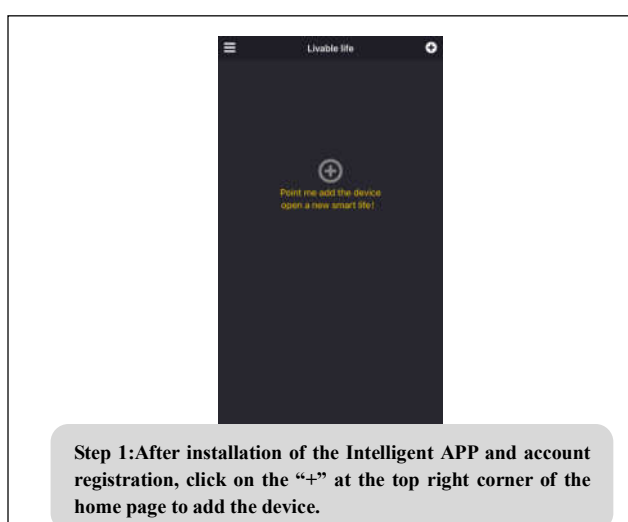 Livable life
Point me add the device
open a new smart life!
Step 1:After installation of the Intelligent APP and account
registration, click on the “+” at the top right corner of the
home page to add the device.